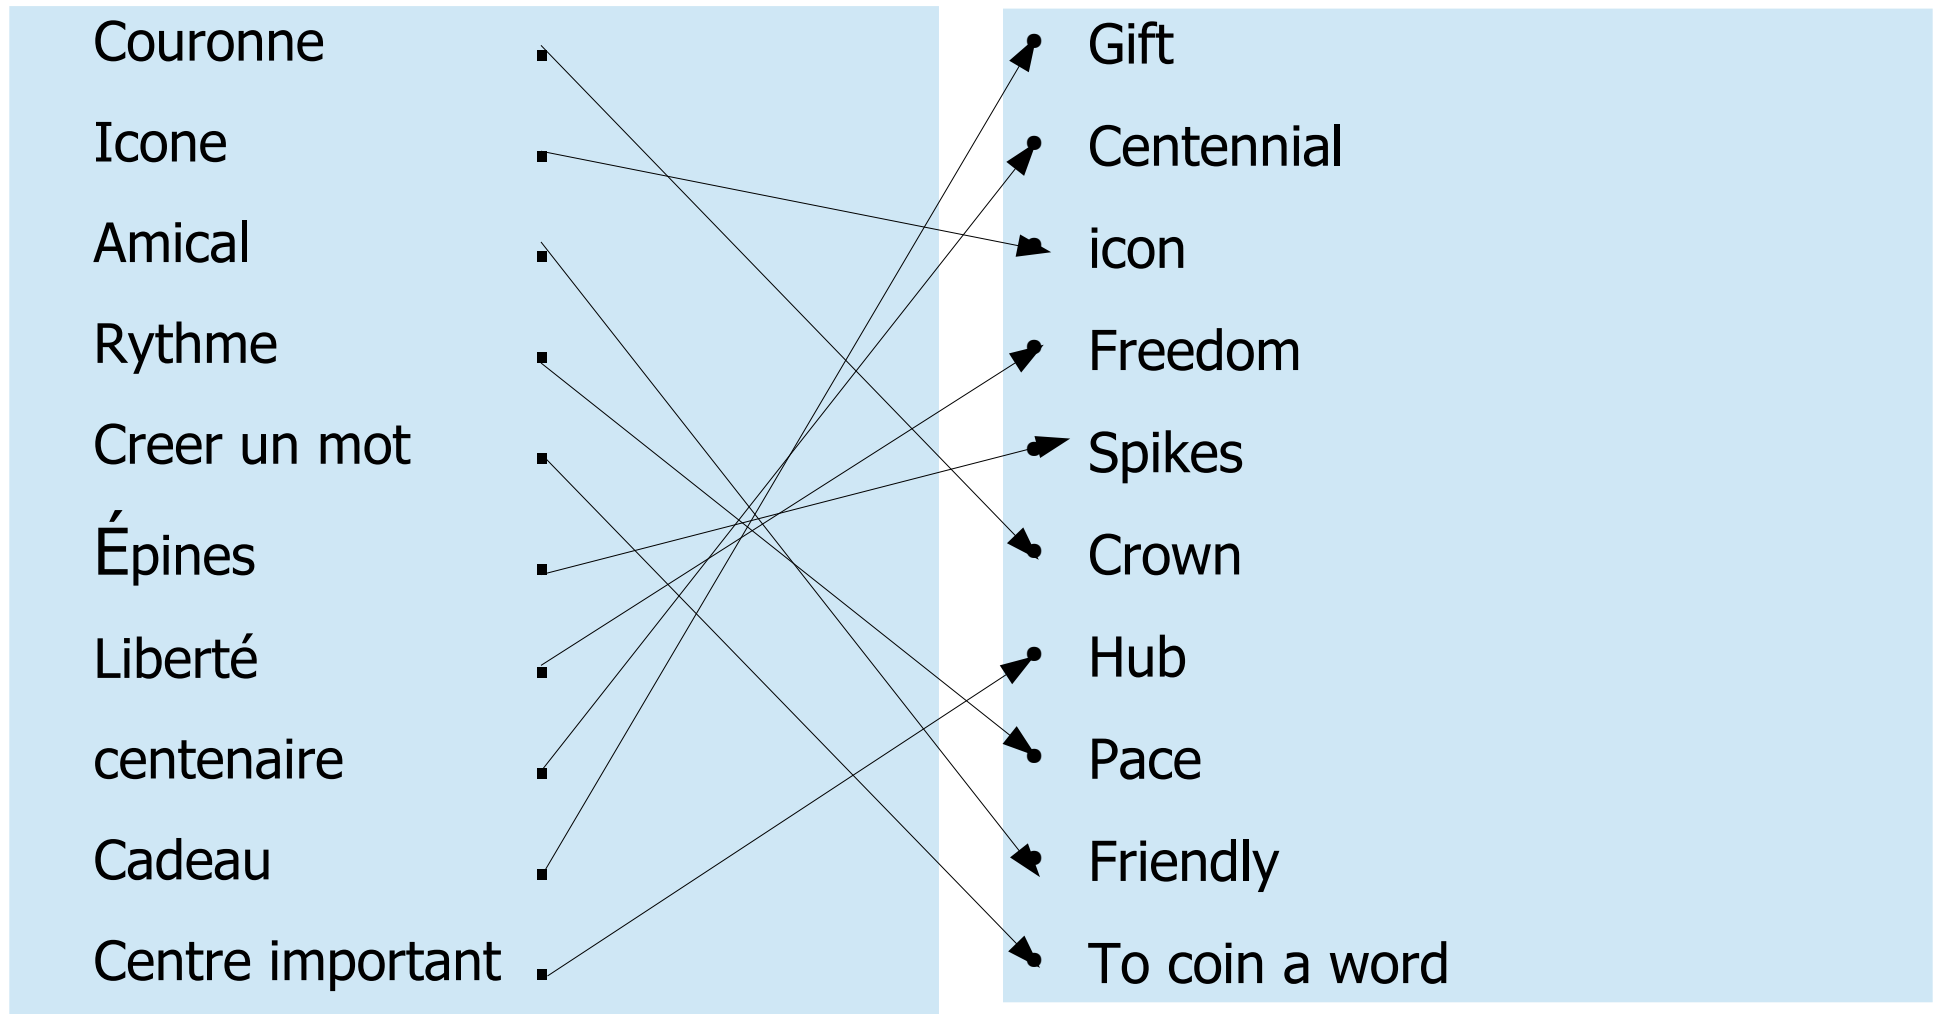 Couronne
Icone
Amical
Rythme
Creer un mot
Épines
Liberté
centenaire
Cadeau
Centre important
Gift
Centennial
icon
Freedom
Spikes
Crown
Hub
Pace
Friendly
To coin a word